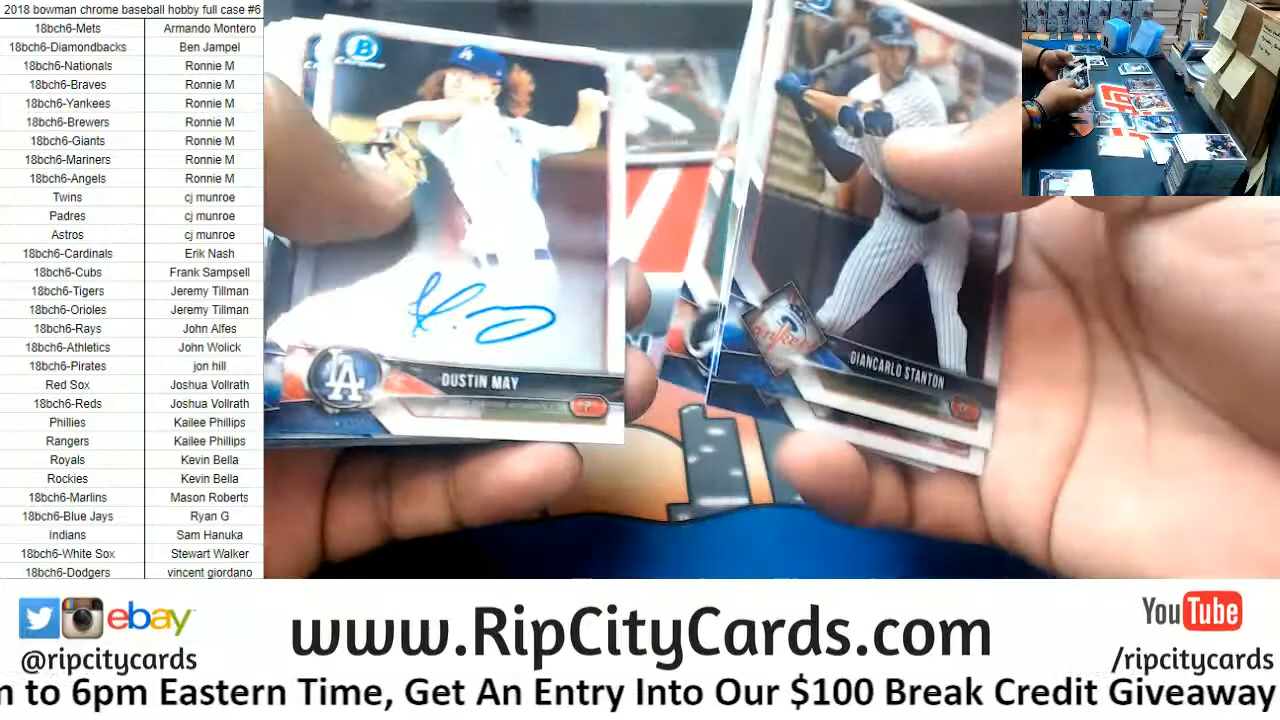 2018 bowman chrome baseball hobby full case #6
18bch6-Mets Armando Montero
18bch6-Diamondbacks Ben Jampel
18bch6-Nationals Ronnie M
18bch6-Braves Ronnie M
18bch6-Yankees Ronnie M
18bch6-Brewers Ronnie M
18bch6-Giants Ronnie M
18bch6-Mariners Ronnie M
18bch6-Angels Ronnie M
Twins cj munroe
Padres cj munroe
Astros cj munroe
18bch6-Cardinals Erik Nash
18bch6-Cubs Frank Sampsell
18bch6-Tigers Jeremy Tillman
18bch6-Orioles Jeremy Tillman
18bch6-Rays John Alfes
18bch6-Athletics John Wolick
18bch6-Pirates jon hill
Red Sox Joshua Vollrath
18bch6-Reds Joshua Vollrath
Phillies Kailee Phillips
Rangers Kailee Phillips
Royals Kevin Bella
Rockies Kevin Bella
18bch6-Marlins Mason Roberts
18bch6-Blue Jays Ryan G
Indians Sam Hanuka
18bch6-White Sox Stewart Walker
18bch6-Dodgers vincent giordano
B
LA
LA
DUSTIN MAY
P
GIANCARLO STANTON
ebay
@ripcitycards
www.RipCityCards.com
YouTube
/ripcitycards
to 6pm Eastern Time, Get An Entry Into Our $100 Break Credit Giveaway